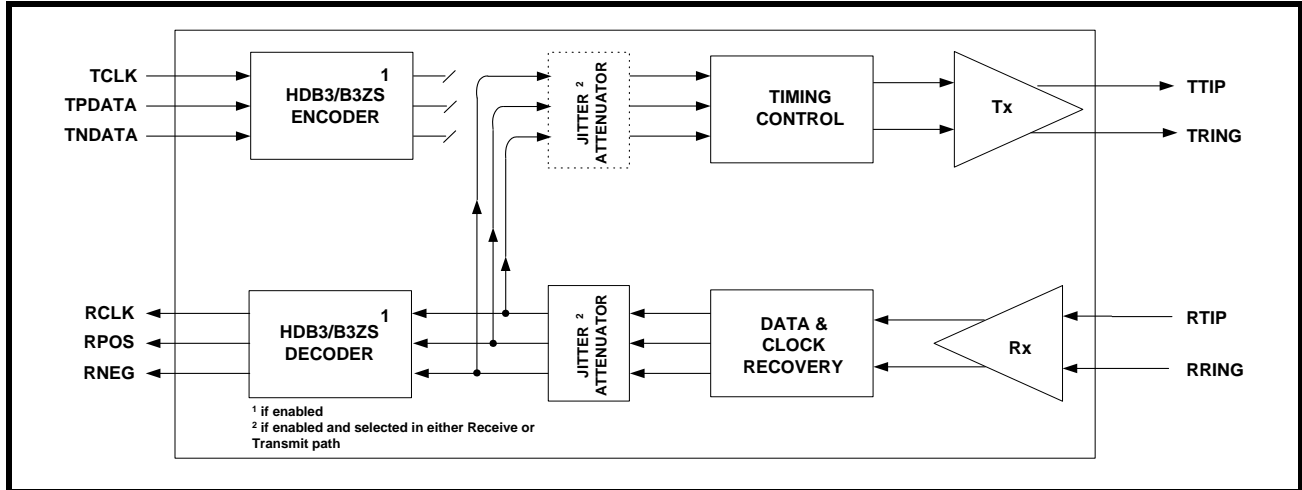 TCLK
TPDATA
TNDATA
1
HDB3/B3ZS
ENCODER
JITTER 2
ATTENUATOR
TIMING
CONTROL
Tx
TTIP
TRING
RCLK
RPOS
RNEG
1
HDB3/B3ZS
DECODER
JITTER 2
ATTENUATOR
DATA &
CLOCK
RECOVERY
Rx
RTIP
RRING
1 if enabled
2 if enabled and selected in either Receive or
Transmit path